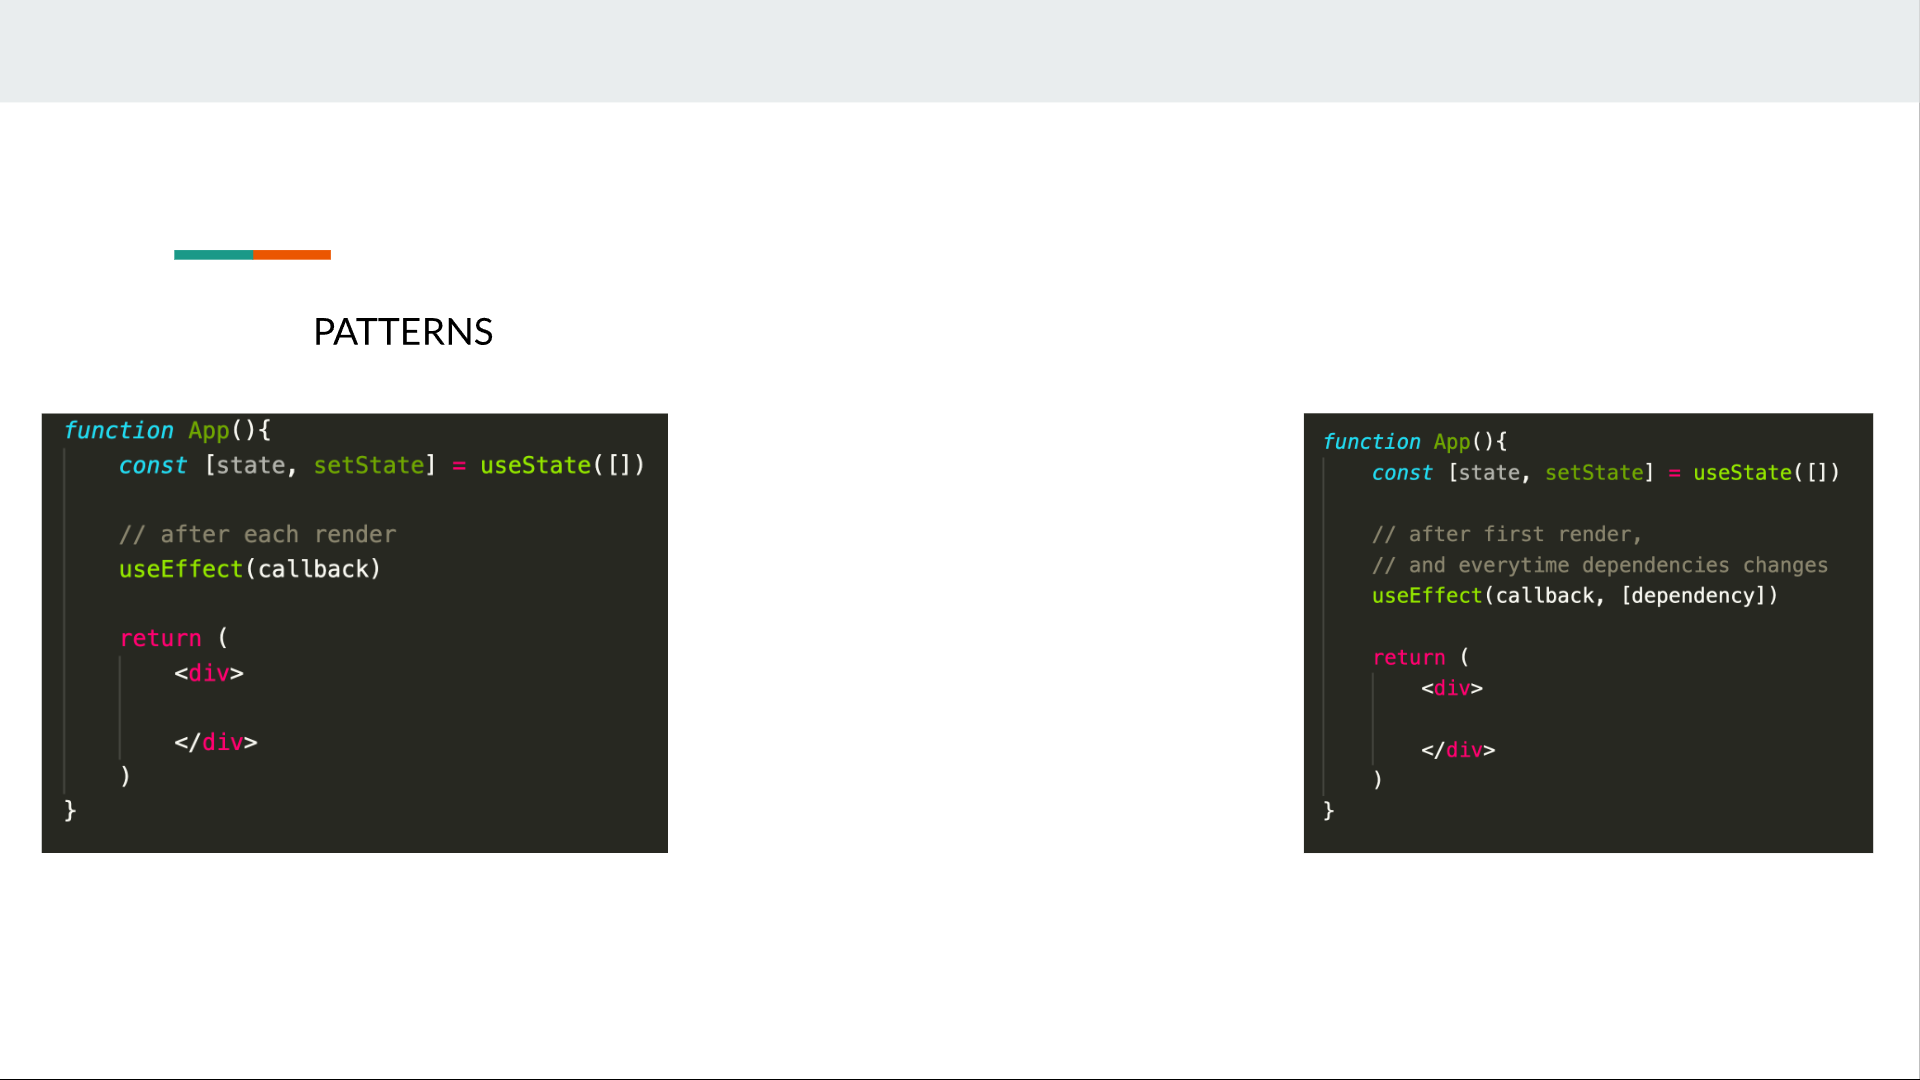 PATTERNS
function App(){
const [state, setState] = useState([])
// after each render
useEffect(callback)
return (
<div>
</div>
)
}
function App(){
const [state, setState] = useState([])
// after first render,
// and everytime dependencies changes
useEffect(callback, [dependency])
return (
<div>
</div>
)
}